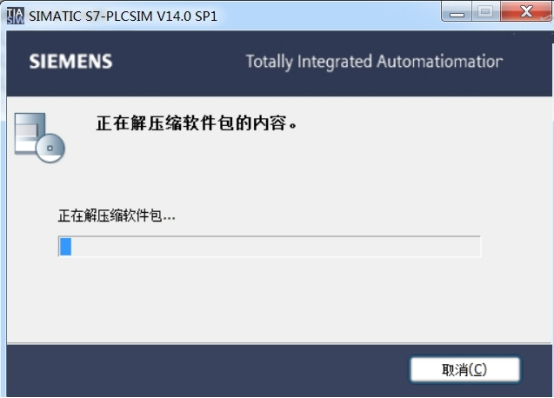 SIMATIC S7-PLCSIM V14.0 SP1
SIEMENS
Totally Integrated Automatiomation
正在解压缩软件包的内容。
正在解压缩软件包...
取消(C)